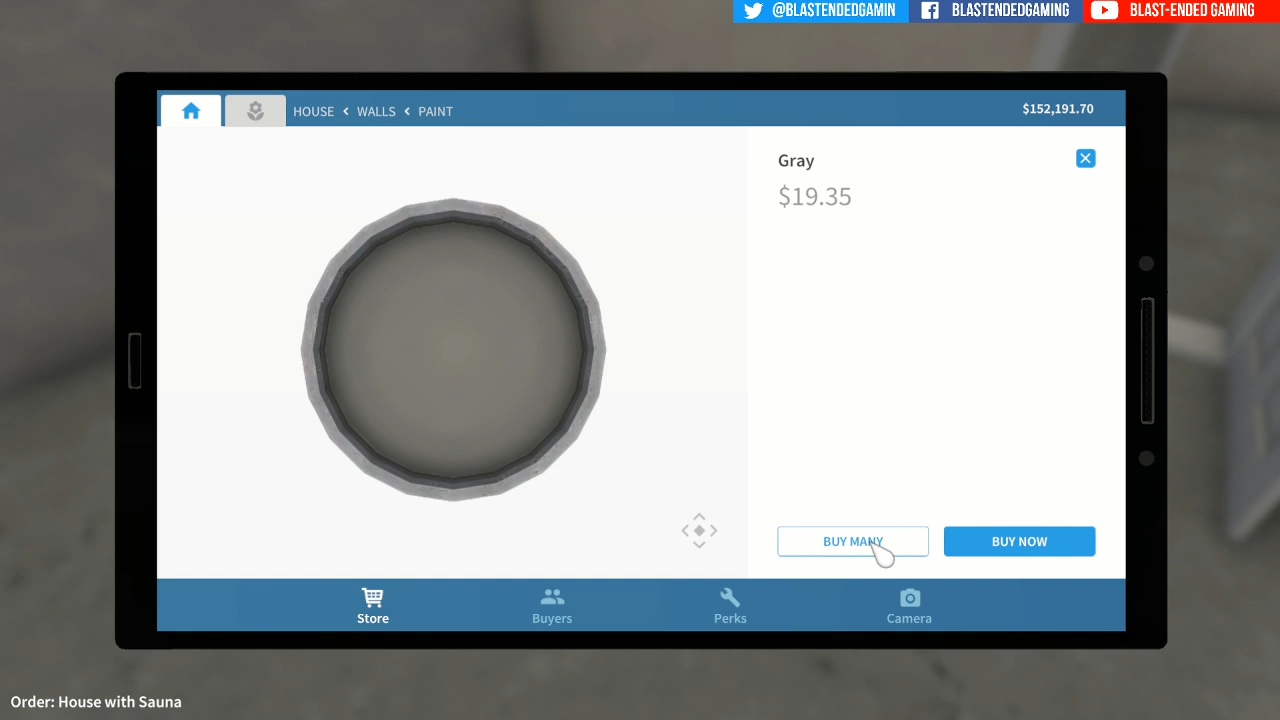 @BLASTENDEDGAMIN
BLASTENDEDGAMING
BLAST-ENDED GAMING
HOUSE < WALLS < PAINT
$152,191.70
Gray
$19.35
BUY MANY
BUY NOW
Store
Buyers
Perks
Camera
Order: House with Sauna